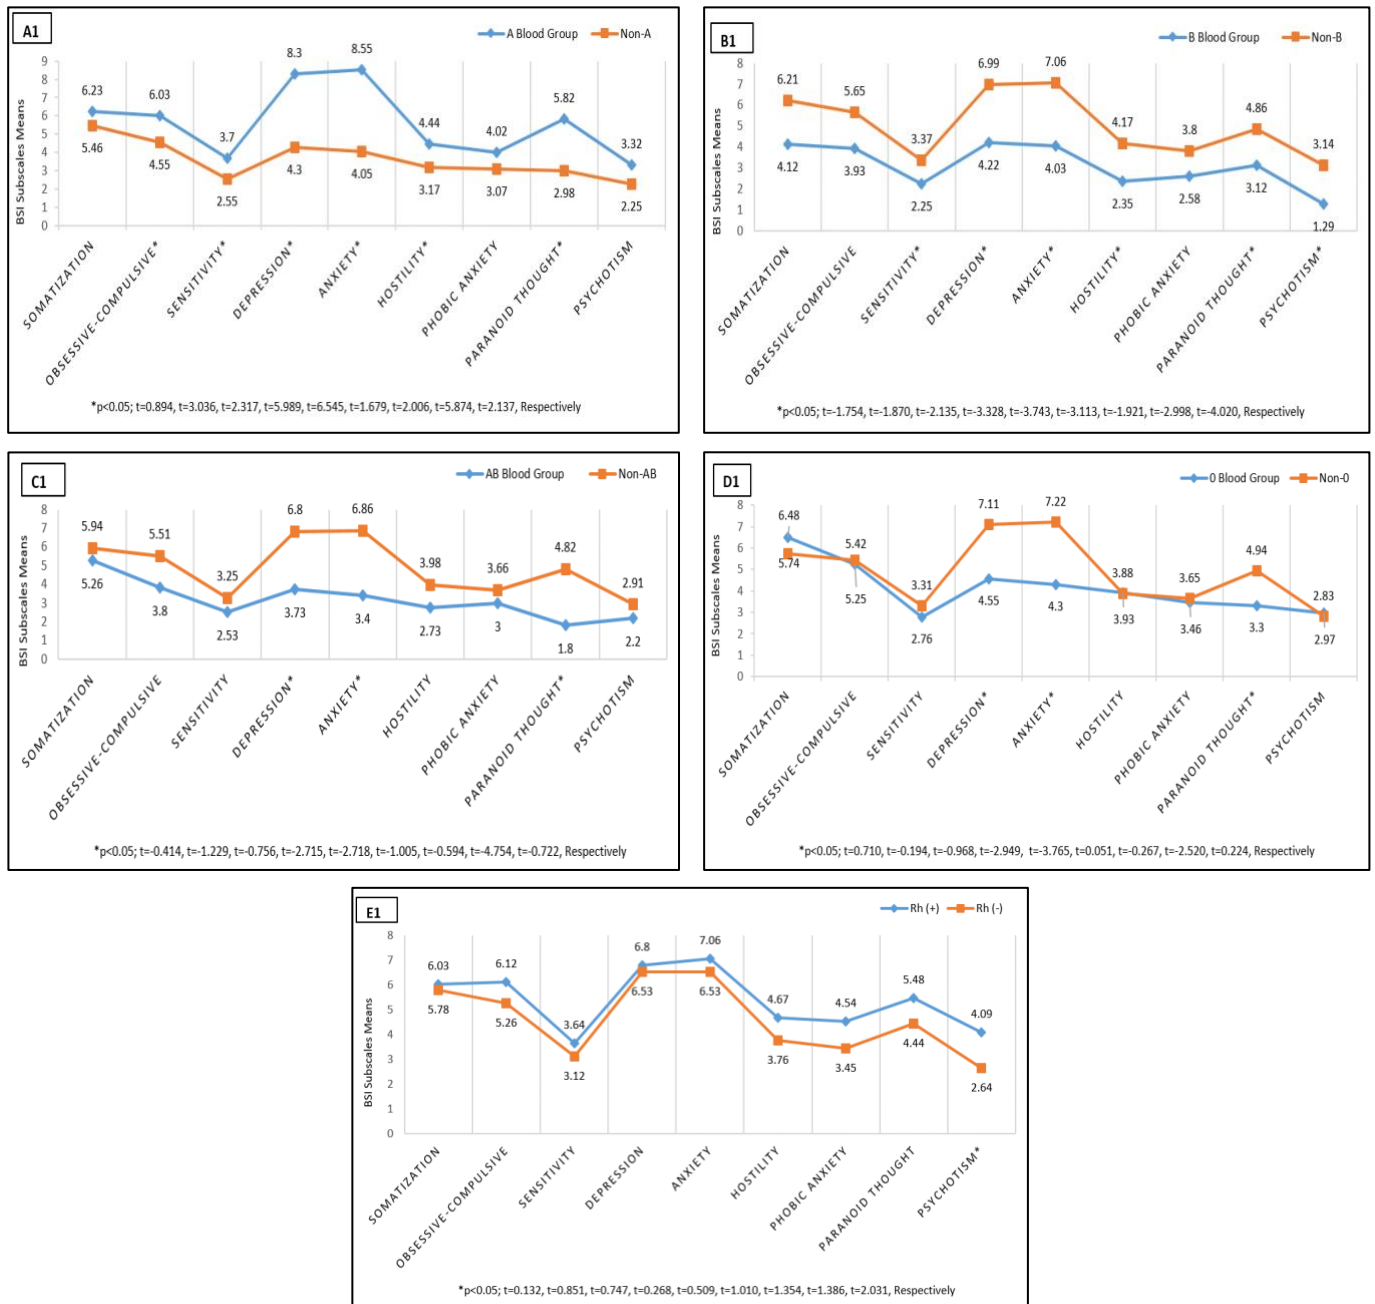 A1
A Blood Group Non-A
BSI Subscales Means
9
8
7
6
5
4
3
2
1
0
6.23 6.03 3.7 8.3 8.55 4.44 4.02 5.82 3.32
5.46 4.55 2.55 4.3 4.05 3.17 3.07 2.98 2.25
SOMATIZATION
OBSESSIVE-COMPULSIVE*
SENSITIVITY*
DEPRESSION*
ANXIETY*
HOSTILITY*
PHOBIC ANXIETY
PARANOID THOUGHT*
PSYCHOTISM
*p<0.05; t=0.894, t=3.036, t=2.317, t=5.989, t=6.545, t=1.679, t=2.006, t=5.874, t=2.137, Respectively
B1
B Blood Group Non-B
BSI Subscales Means
8
7
6
5
4
3
2
1
0
6.21 5.65 3.37 6.99 7.06 4.17 3.8 4.86 3.14
4.12 3.93 2.25 4.22 4.03 2.35 2.58 3.12 1.29
SOMATIZATION
OBSESSIVE-COMPULSIVE
SENSITIVITY*
DEPRESSION*
ANXIETY*
HOSTILITY*
PHOBIC ANXIETY
PARANOID THOUGHT*
PSYCHOTISM*
*p<0.05; t=-1.754, t=-1.870, t=-2.135, t=-3.328, t=-3.743, t=-3.113, t=-1.921, t=-2.998, t=-4.020, Respectively
C1
AB Blood Group Non-AB
BSI Subscales Means
8
7
6
5
4
3
2
1
0
5.94 5.51 3.25 6.8 6.86 3.98 3.66 4.82 2.91
5.26 3.8 2.53 3.73 3.4 2.73 3 1.8 2.2
SOMATIZATION
OBSESSIVE-COMPULSIVE
SENSITIVITY
DEPRESSION*
ANXIETY*
HOSTILITY
PHOBIC ANXIETY
PARANOID THOUGHT*
PSYCHOTISM
*p<0.05; t=-0.414, t=-1.229, t=-0.756, t=-2.715, t=-2.718, t=-1.005, t=-0.594, t=-4.754, t=-0.722, Respectively
D1
0 Blood Group Non-0
BSI Subscales Means
8
7
6
5
4
3
2
1
0
6.48 5.42 3.31 7.11 7.22 3.88 3.65 4.94 2.83
5.74 5.25 2.76 4.55 4.3 3.93 3.46 3.3 2.97
SOMATIZATION
OBSESSIVE-COMPULSIVE
SENSITIVITY
DEPRESSION*
ANXIETY*
HOSTILITY
PHOBIC ANXIETY
PARANOID THOUGHT*
PSYCHOTISM
*p<0.05; t=0.710, t=-0.194, t=-0.968, t=-2.949, t=-3.765, t=0.051, t=-0.267, t=-2.520, t=0.224, Respectively
E1
Rh (+) Rh (-)
BSI Subscales Means
8
7
6
5
4
3
2
1
0
6.03 6.12 3.64 6.8 7.06 4.67 4.54 5.48 4.09
5.78 5.26 3.12 6.53 6.53 3.76 3.45 4.44 2.64
SOMATIZATION
OBSESSIVE-COMPULSIVE
SENSITIVITY
DEPRESSION
ANXIETY
HOSTILITY
PHOBIC ANXIETY
PARANOID THOUGHT
PSYCHOTISM*
*p<0.05; t=0.132, t=0.851, t=0.747, t=0.268, t=0.509, t=1.010, t=1.354, t=1.386, t=2.031, Respectively